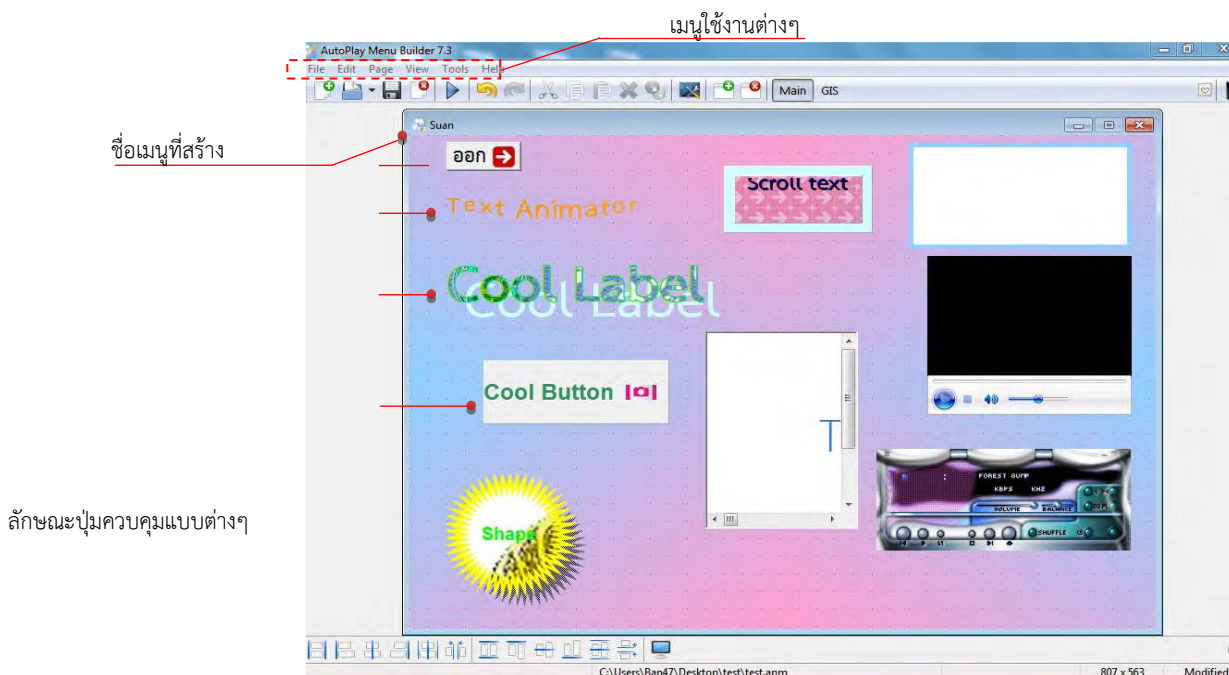 เมนูใช้งานต่างๆ
AutoPlay Menu Builder 7.3
File Edit Page View Tools Help
Main GIS
Suan
ชื่อเมนูที่สร้าง
ออก
Scroll text
Text Animator
Cool Label
Cool Button
T
FOREST GUMP
KBPS KHZ
VOLUME BALANCE
SHUFFLE
Shape
ลักษณะปุ่มควบคุมแบบต่างๆ
C:\Users\Ban47\Desktop\test\test.apm 807 x 563 Modified